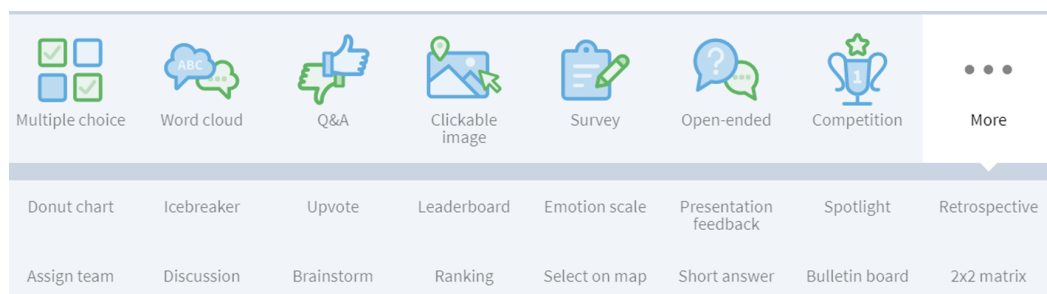 ABC
1
Multiple choice
Word cloud
Q&A
Clickable
image
Survey
Open-ended
Competition
More
Donut chart
Icebreaker
Upvote
Leaderboard
Emotion scale
Presentation
feedback
Spotlight
Retrospective
Assign team
Discussion
Brainstorm
Ranking
Select on map
Short answer
Bulletin board
2x2 matrix